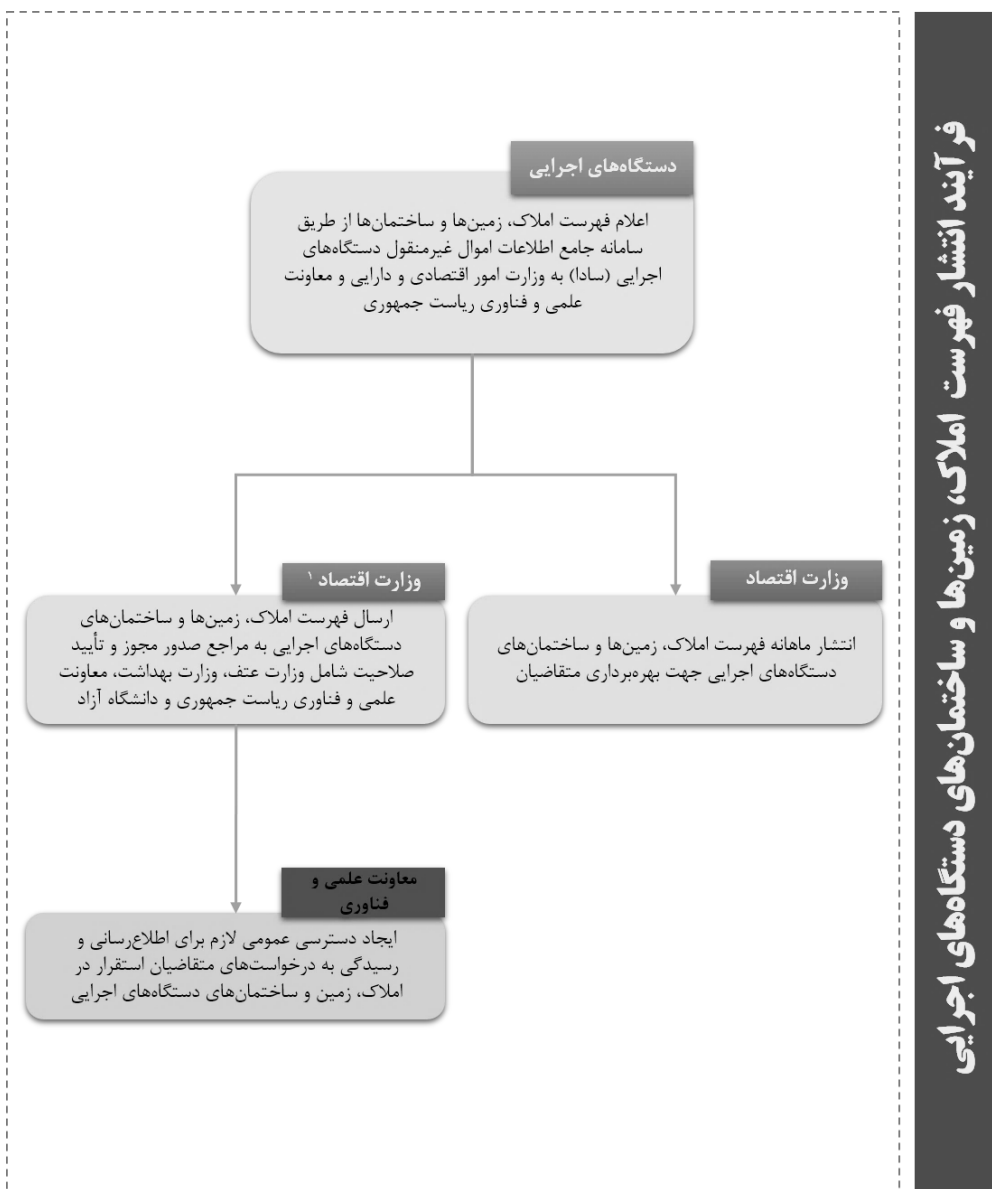 فرآیند انتشار فهرست املاک، زمین‌ها و ساختمان‌های دستگاه‌های اجرایی
دستگاه‌های اجرایی
اعلام فهرست املاک، زمین‌ها و ساختمان‌ها از طریق
سامانه جامع اطلاعات اموال غیرمنقول دستگاه‌های
اجرایی (سادا) به وزارت امور اقتصادی و دارایی و معاونت
علمی و فناوری ریاست جمهوری
وزارت اقتصاد
انتشار ماهانه فهرست املاک، زمین‌ها و ساختمان‌های
دستگاه‌های اجرایی جهت بهره‌برداری متقاضیان
وزارت اقتصاد ۱
ارسال فهرست املاک، زمین‌ها و ساختمان‌های
دستگاه‌های اجرایی به مراجع صدور مجوز و تأیید
صلاحیت شامل وزارت عتف، وزارت بهداشت، معاونت
علمی و فناوری ریاست جمهوری و دانشگاه آزاد
معاونت علمی و
فناوری
ایجاد دسترسی عمومی لازم برای اطلاع‌رسانی و
رسیدگی به درخواست‌های متقاضیان استقرار در
املاک، زمین و ساختمان‌های دستگاه‌های اجرایی